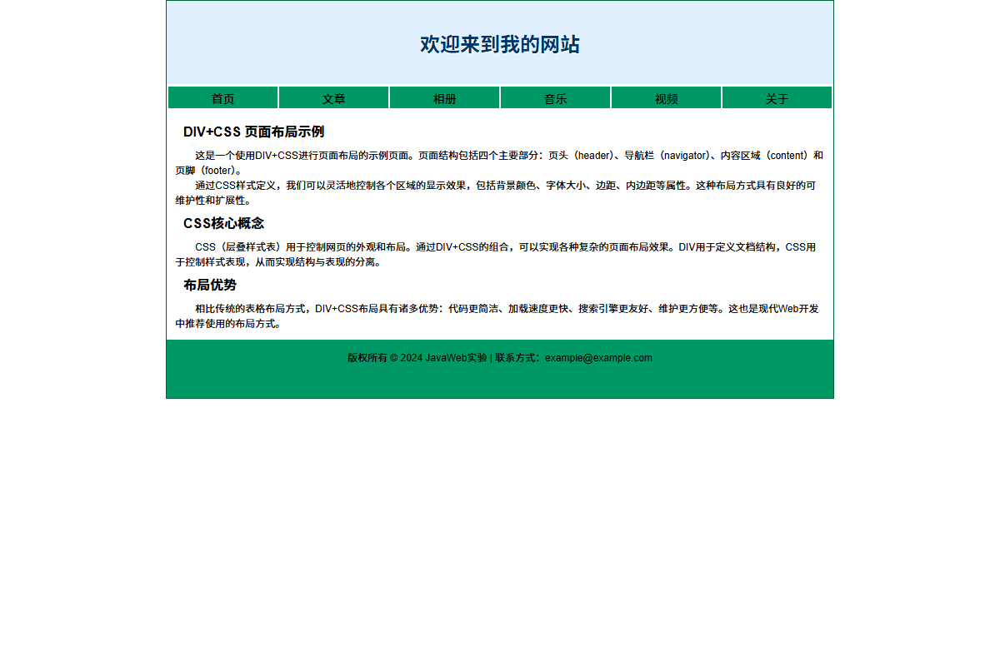 欢迎来到我的网站
首页 文章 相册 音乐 视频 关于
DIV+CSS 页面布局示例
这是一个使用DIV+CSS进行页面布局的示例页面。页面结构包括四个主要部分：页头（header）、导航栏（navigator）、内容区域（content）和
页脚（footer）。
通过CSS样式定义，我们可以灵活地控制各个区域的显示效果，包括背景颜色、字体大小、边距、内边距等属性。这种布局方式具有良好的可
维护性和扩展性。
CSS核心概念
CSS（层叠样式表）用于控制网页的外观和布局。通过DIV+CSS的组合，可以实现各种复杂的页面布局效果。DIV用于定义文档结构，CSS用
于控制样式表现，从而实现结构与表现的分离。
布局优势
相比传统的表格布局方式，DIV+CSS布局具有诸多优势：代码更简洁、加载速度更快、搜索引擎更友好、维护更方便等。这也是现代Web开发
中推荐使用的布局方式。
版权所有 © 2024 JavaWeb实验 | 联系方式：example@example.com